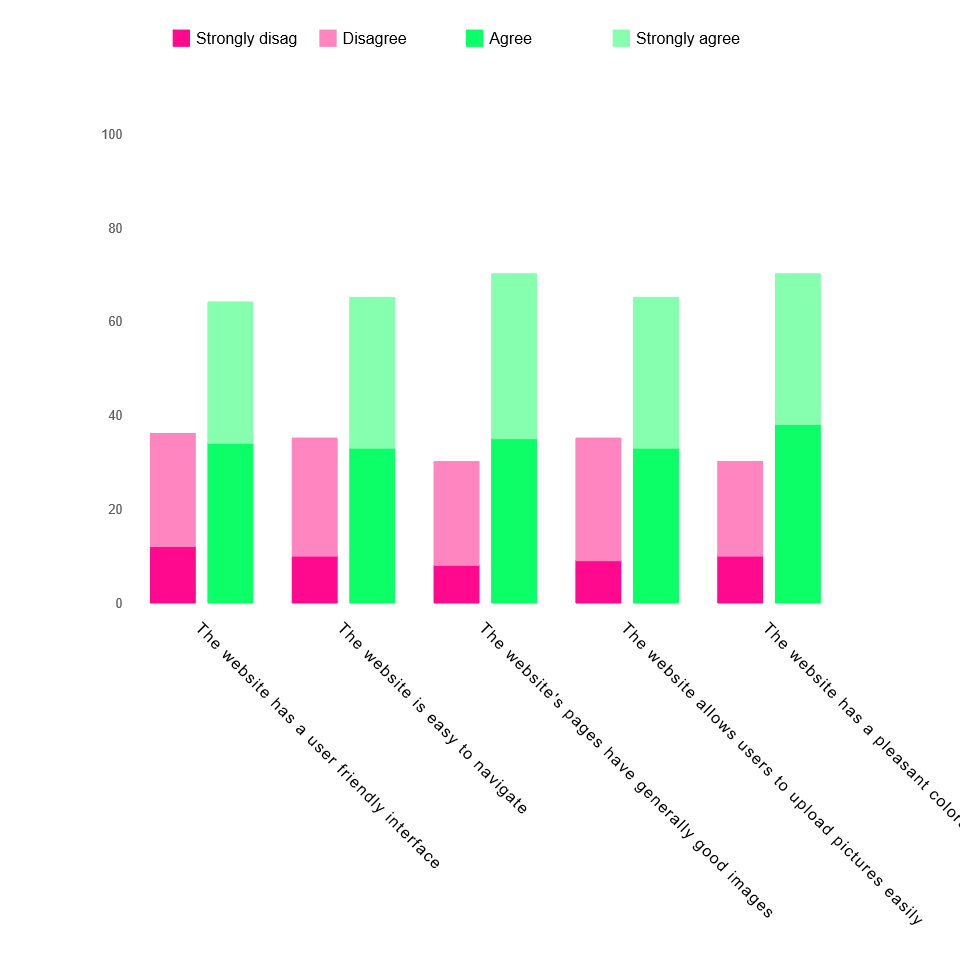 Strongly disag
Disagree
Agree
Strongly agree
100
80
60
40
20
0
The website has a user friendly interface
The website is easy to navigate
The website's pages have generally good images
The website allows users to upload pictures easily
The website has a pleasant